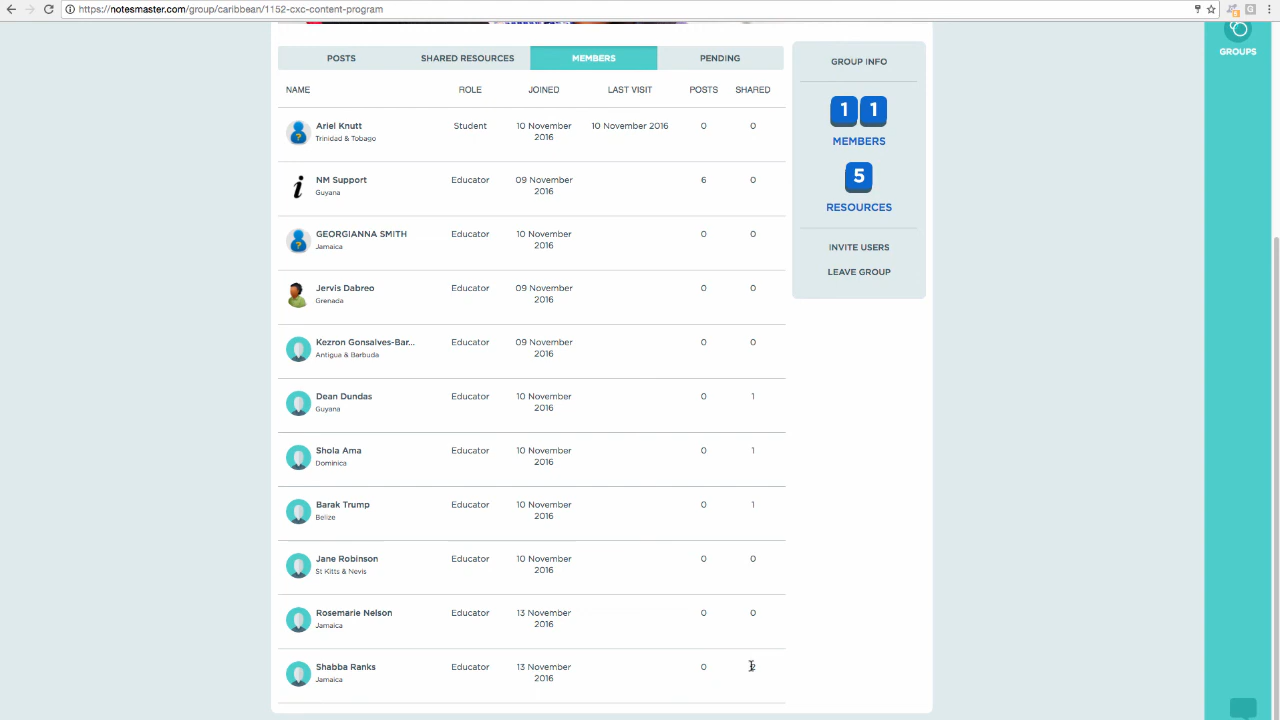 https://notesmaster.com/group/caribbean/1152-cxc-content-program
GROUPS
POSTS SHARED RESOURCES MEMBERS PENDING
NAME ROLE JOINED LAST VISIT POSTS SHARED
Ariel Knutt Student 10 November 10 November 2016 0 0
Trinidad & Tobago 2016
NM Support Educator 09 November 6 0
Guyana 2016
GEORGIANNA SMITH Educator 10 November 0 0
Jamaica 2016
Jervis Dabreo Educator 09 November 0 0
Grenada 2016
Kezron Gonsalves-Bar... Educator 09 November 0 0
Antigua & Barbuda 2016
Dean Dundas Educator 10 November 0 1
Guyana 2016
Shola Ama Educator 10 November 0 1
Dominica 2016
Barak Trump Educator 10 November 0 1
Belize 2016
Jane Robinson Educator 10 November 0 0
St Kitts & Nevis 2016
Rosemarie Nelson Educator 13 November 0 0
Jamaica 2016
Shabba Ranks Educator 13 November 0
Jamaica 2016
GROUP INFO
1 1
MEMBERS
5
RESOURCES
INVITE USERS
LEAVE GROUP